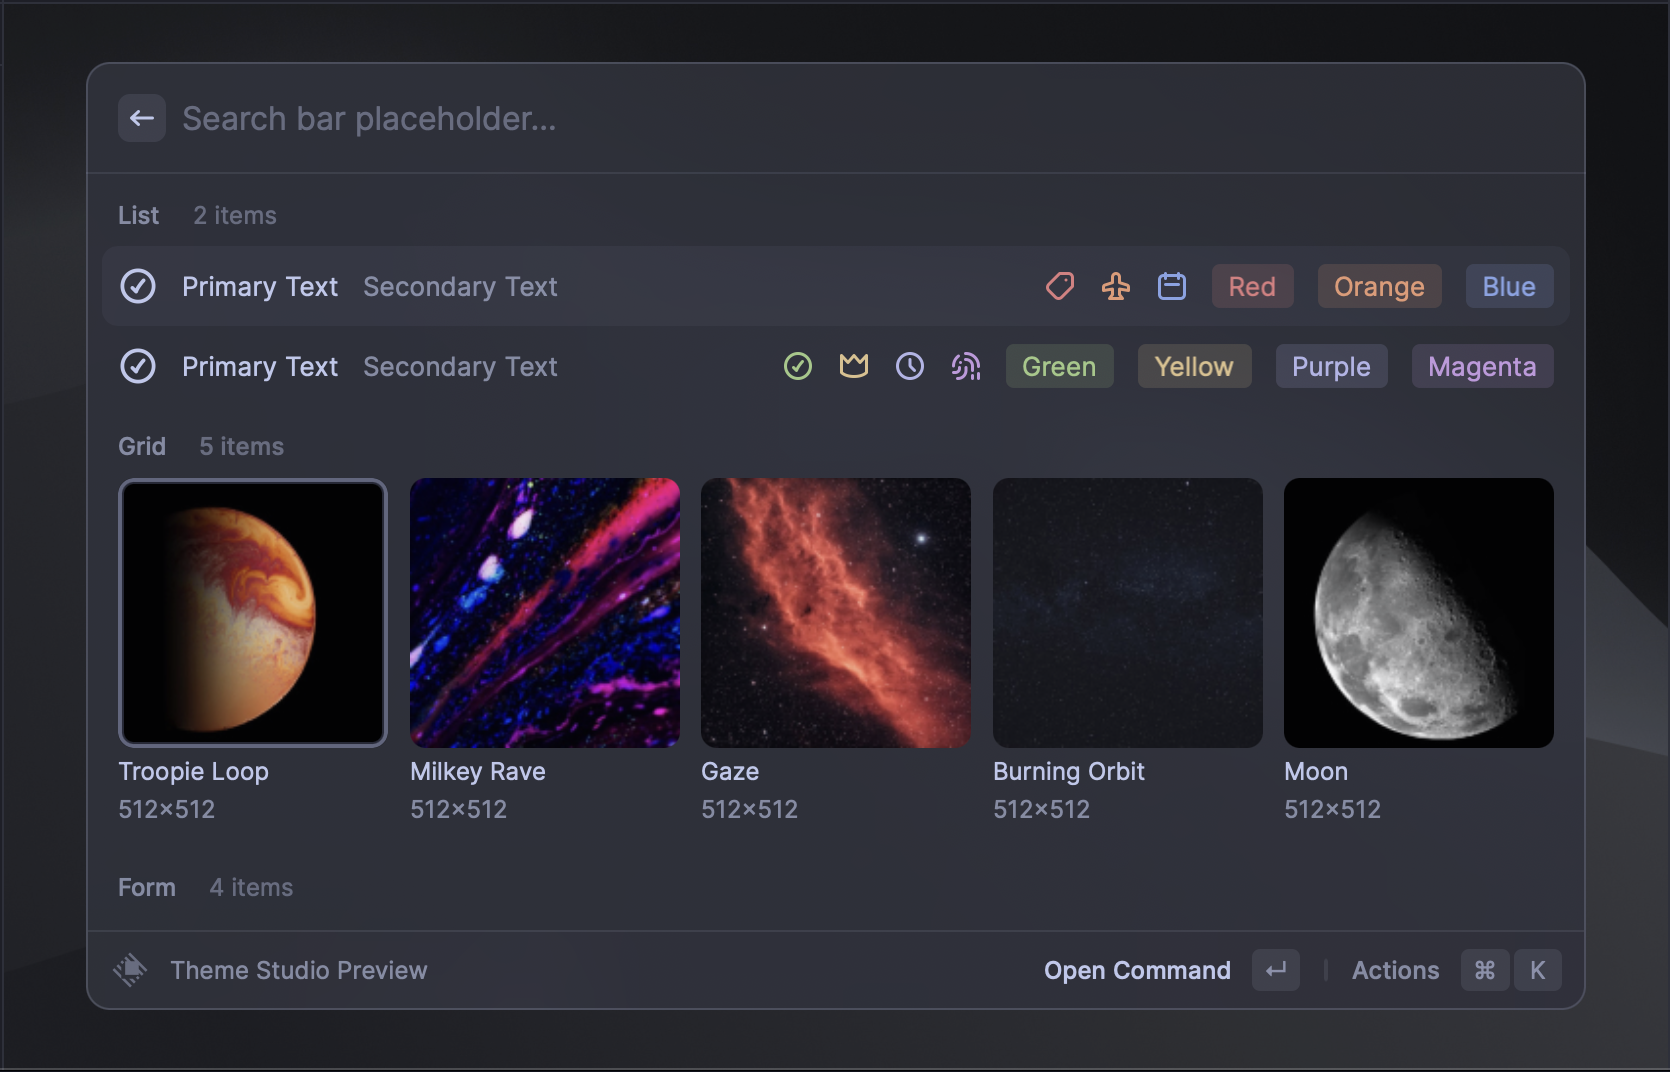 Search bar placeholder...
List 2 items
Primary Text Secondary Text Red Orange Blue
Primary Text Secondary Text Green Yellow Purple Magenta
Grid 5 items
Troopie Loop Milkey Rave Gaze Burning Orbit Moon
512×512 512×512 512×512 512×512 512×512
Form 4 items
Theme Studio Preview Open Command ↵ | Actions ⌘ K